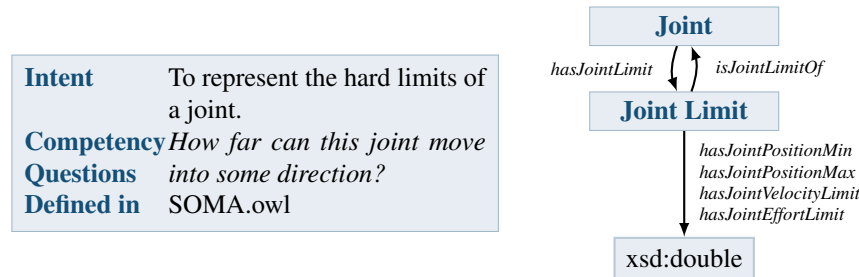 Intent To represent the hard limits of
a joint.
Competency How far can this joint move
Questions into some direction?
Defined in SOMA.owl
Joint
hasJointLimit isJointLimitOf
Joint Limit
hasJointPositionMin
hasJointPositionMax
hasJointVelocityLimit
hasJointEffortLimit
xsd:double